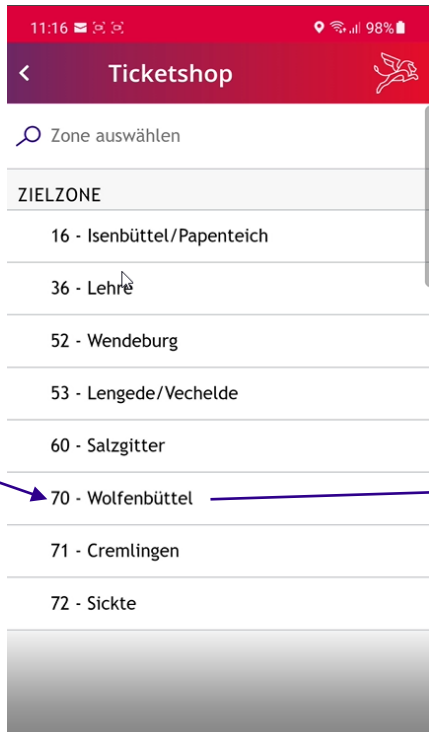 11:16 98%
Ticketshop
Zone auswählen
ZIELZONE
16 - Isenbüttel/Papenteich
36 - Lehre
52 - Wendeburg
53 - Lengede/Vechelde
60 - Salzgitter
70 - Wolfenbüttel
71 - Cremlingen
72 - Sickte